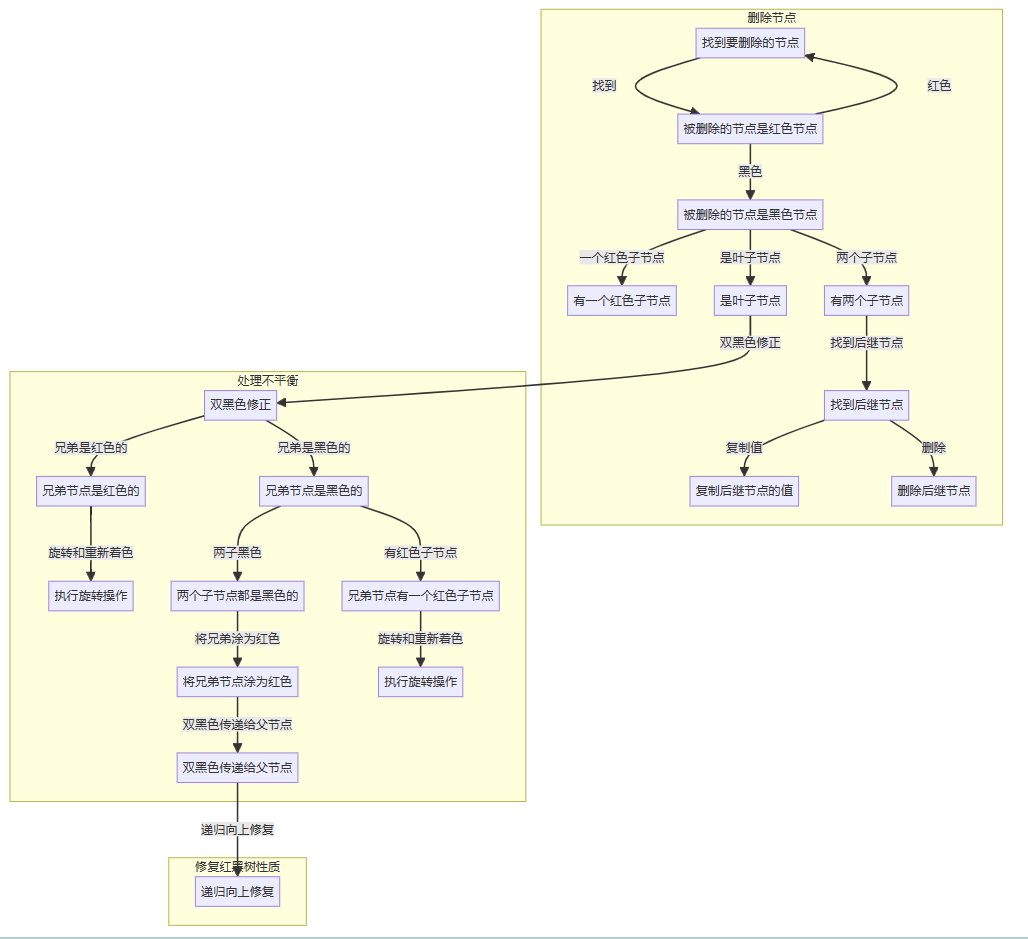 删除节点
找到要删除的节点
找到
红色
被删除的节点是红色节点
黑色
被删除的节点是黑色节点
一个红色子节点
是叶子节点
两个子节点
有一个红色子节点
是叶子节点
有两个子节点
双黑色修正
找到后继节点
找到后继节点
复制值
删除
复制后继节点的值
删除后继节点
处理不平衡
双黑色修正
兄弟是红色的
兄弟是黑色的
兄弟节点是红色的
兄弟节点是黑色的
旋转和重新着色
两子黑色
有红色子节点
执行旋转操作
两个子节点都是黑色的
兄弟节点有一个红色子节点
将兄弟涂为红色
旋转和重新着色
将兄弟节点涂为红色
执行旋转操作
双黑色传递给父节点
双黑色传递给父节点
递归向上修复
修复红黑树性质
递归向上修复